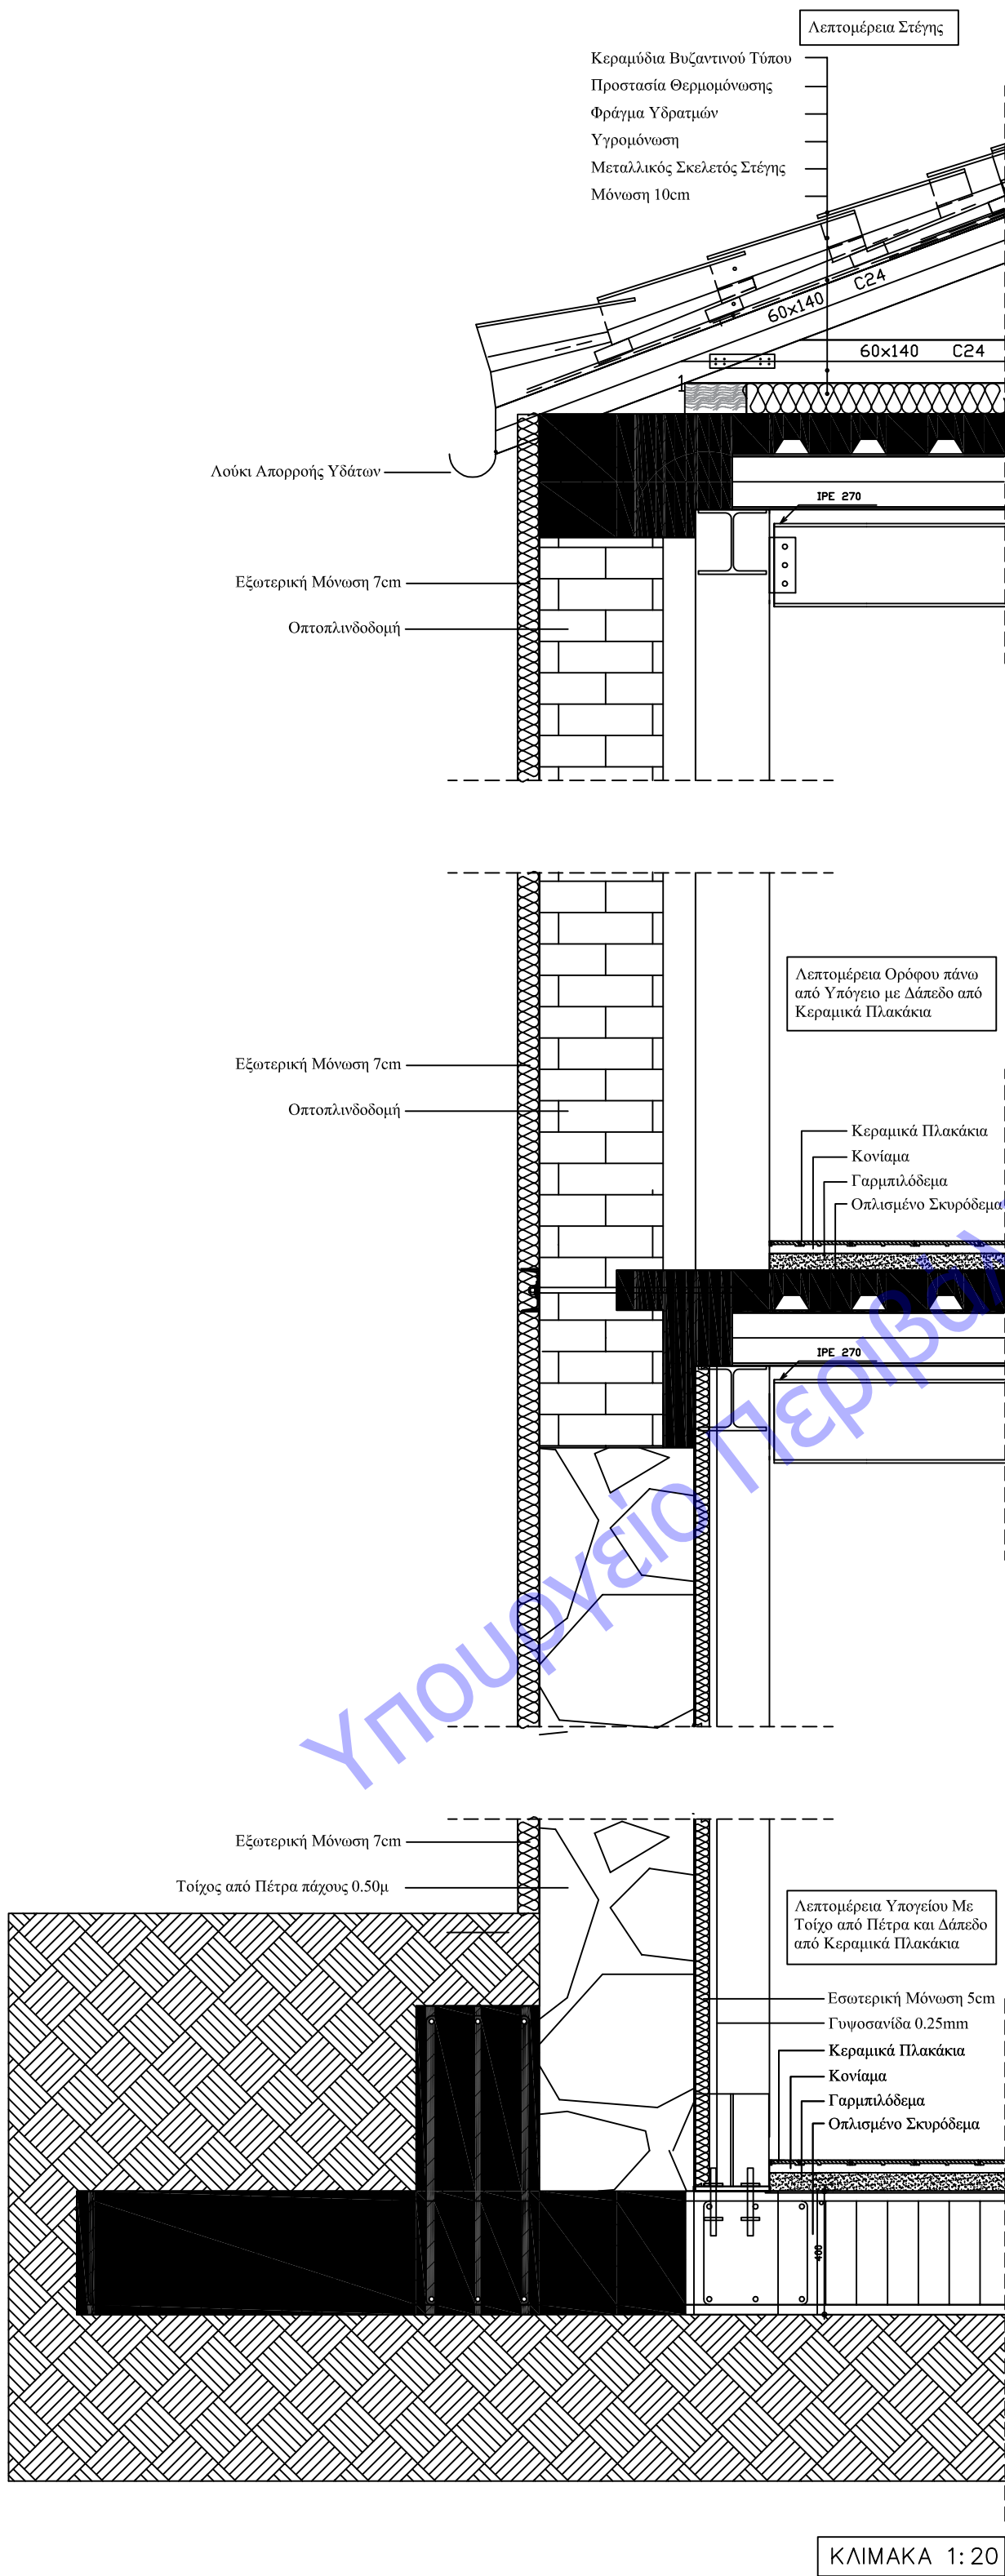 Λεπτομέρεια Στέγης
Κεραμύδια Βυζαντινού Τύπου
Προστασία Θερμομόνωσης
Φράγμα Υδρατμών
Υγρομόνωση
Μεταλλικός Σκελετός Στέγης
Μόνωση 10cm
60x140 C24
60x140 C24
1
Λούκι Απορροής Υδάτων
IPE 270
Εξωτερική Μόνωση 7cm
Οπτοπλινδοδομή
Λεπτομέρεια Ορόφου πάνω
από Υπόγειο με Δάπεδο από
Κεραμικά Πλακάκια
Εξωτερική Μόνωση 7cm
Οπτοπλινδοδομή
Κεραμικά Πλακάκια
Κονίαμα
Γαρμπιλόδεμα
Οπλισμένο Σκυρόδεμα
IPE 270
Υπουργείο
Εξωτερική Μόνωση 7cm
Τοίχος από Πέτρα πάχους 0.50μ
Λεπτομέρεια Υπογείου Με
Τοίχο από Πέτρα και Δάπεδο
από Κεραμικά Πλακάκια
Εσωτερική Μόνωση 5cm
Γυψοσανίδα 0.25mm
Κεραμικά Πλακάκια
Κονίαμα
Γαρμπιλόδεμα
Οπλισμένο Σκυρόδεμα
400
ΚΛΙΜΑΚΑ 1:20